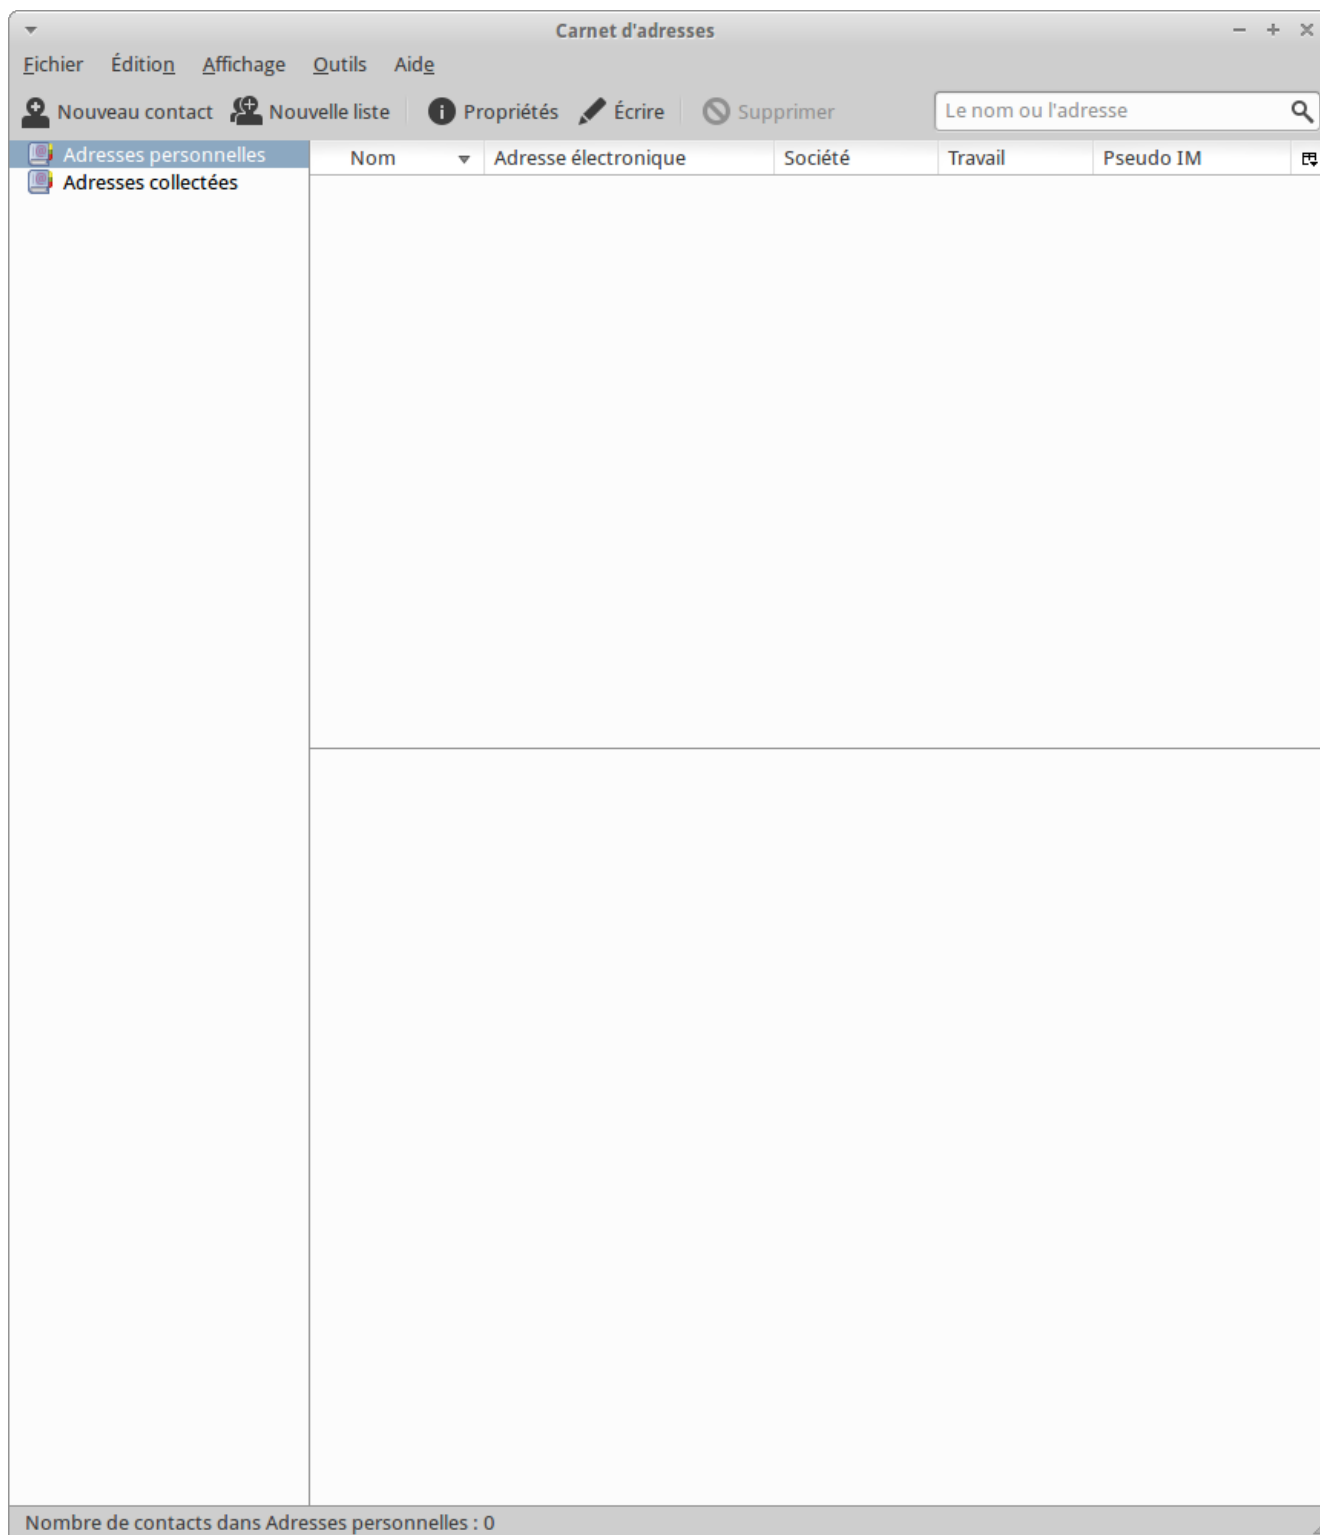 Carnet d'adresses
Fichier Édition Affichage Outils Aide
Nouveau contact Nouvelle liste Propriétés Écrire Supprimer Le nom ou l'adresse
Adresses personnelles Nom Adresse électronique Société Travail Pseudo IM
Adresses collectées
Nombre de contacts dans Adresses personnelles : 0